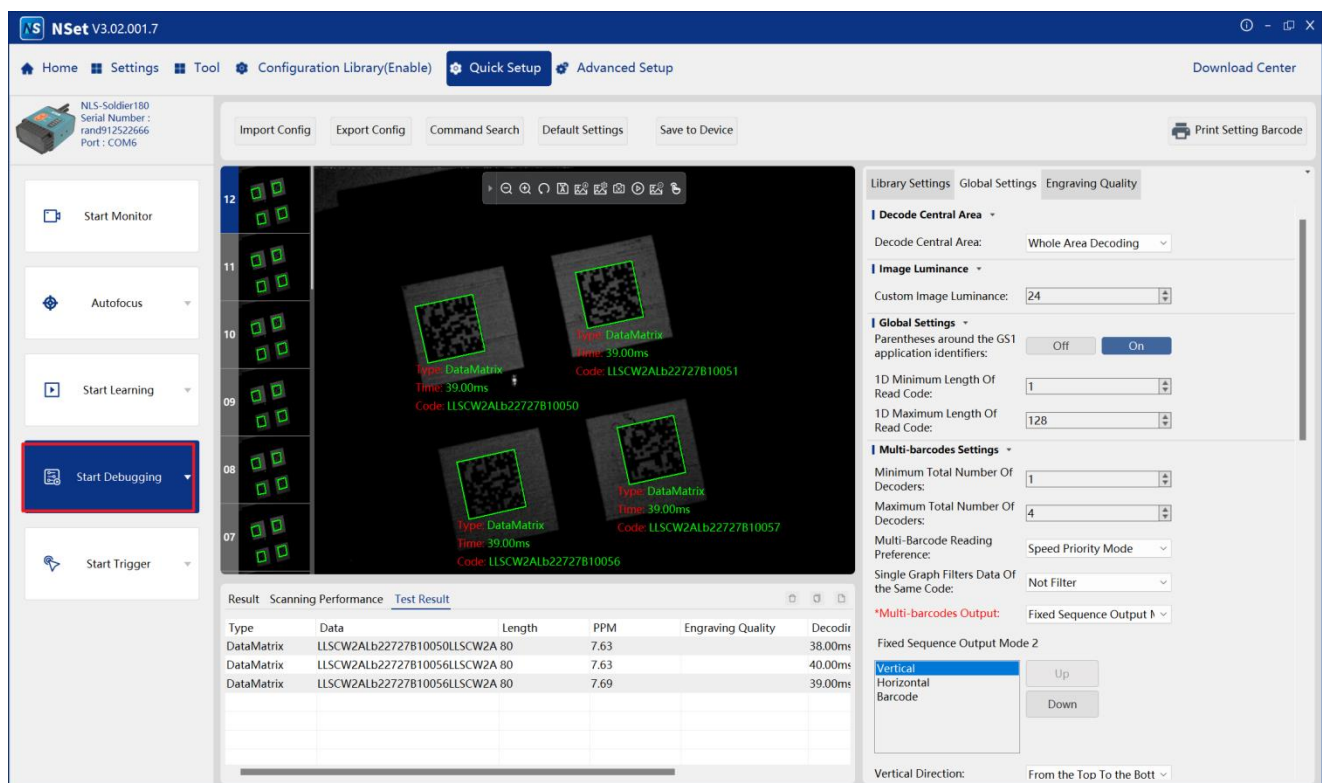 NS NSet V3.02.001.7
Home Settings Tool Configuration Library(Enable) Quick Setup Advanced Setup Download Center
NLS-Soldier180
Serial Number :
rand912522666
Port : COM6
Import Config Export Config Command Search Default Settings Save to Device Print Setting Barcode
Start Monitor
Autofocus
Start Learning
Start Debugging
Start Trigger
12
11
10
09
08
07
Type: DataMatrix
Time: 39.00ms
Code: LLSCW2ALb22727B10051
Type: DataMatrix
Time: 39.00ms
Code: LLSCW2ALb22727B10050
Type: DataMatrix
Time: 39.00ms
Code: LLSCW2ALb22727B10057
Type: DataMatrix
Time: 39.00ms
Code: LLSCW2ALb22727B10056
Result Scanning Performance Test Result
Type Data Length PPM Engraving Quality Decodin
DataMatrix LLSCW2ALb22727B10050LLSCW2A 80 7.63 38.00ms
DataMatrix LLSCW2ALb22727B10056LLSCW2A 80 7.63 40.00ms
DataMatrix LLSCW2ALb22727B10056LLSCW2A 80 7.69 39.00ms
Library Settings Global Settings Engraving Quality
Decode Central Area
Decode Central Area: Whole Area Decoding
Image Luminance
Custom Image Luminance: 24
Global Settings
Parentheses around the GS1
application identifiers: Off On
1D Minimum Length Of
Read Code: 1
1D Maximum Length Of
Read Code: 128
Multi-barcodes Settings
Minimum Total Number Of
Decoders: 1
Maximum Total Number Of
Decoders: 4
Multi-Barcode Reading
Preference: Speed Priority Mode
Single Graph Filters Data Of
the Same Code: Not Filter
*Multi-barcodes Output: Fixed Sequence Output M
Fixed Sequence Output Mode 2
Vertical
Horizontal
Barcode
Up
Down
Vertical Direction: From the Top To the Bott